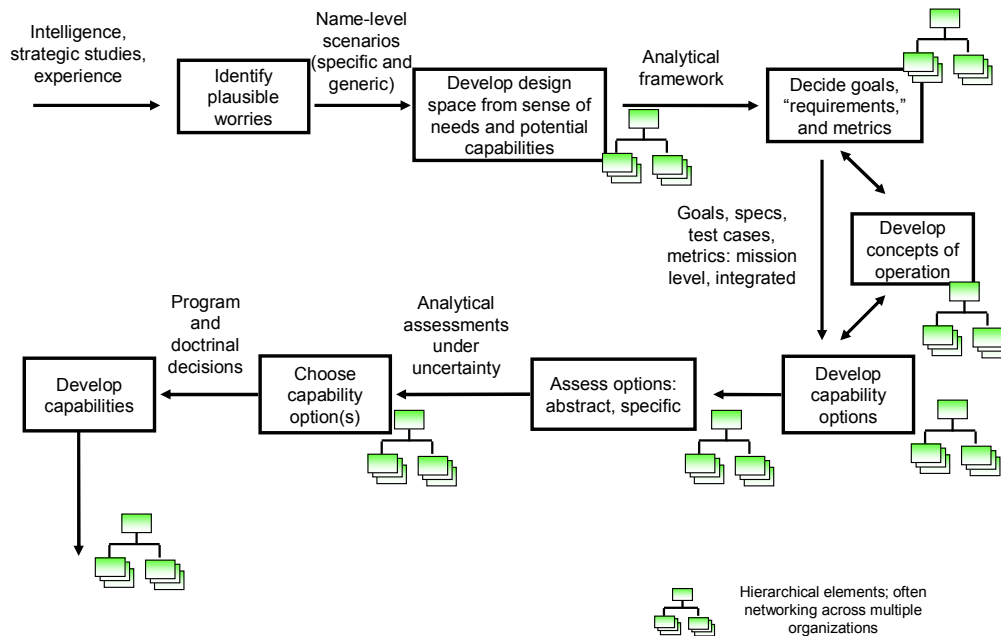 Intelligence,
strategic studies,
experience
Identify
plausible
worries
Name-level
scenarios
(specific and
generic)
Develop design
space from sense of
needs and potential
capabilities
Analytical
framework
Decide goals,
“requirements,”
and metrics
Goals, specs,
test cases,
metrics: mission
level, integrated
Develop
concepts of
operation
Develop
capability
options
Assess options:
abstract, specific
Analytical
assessments
under
uncertainty
Choose
capability
option(s)
Program
and
doctrinal
decisions
Develop
capabilities
Hierarchical elements; often
networking across multiple
organizations